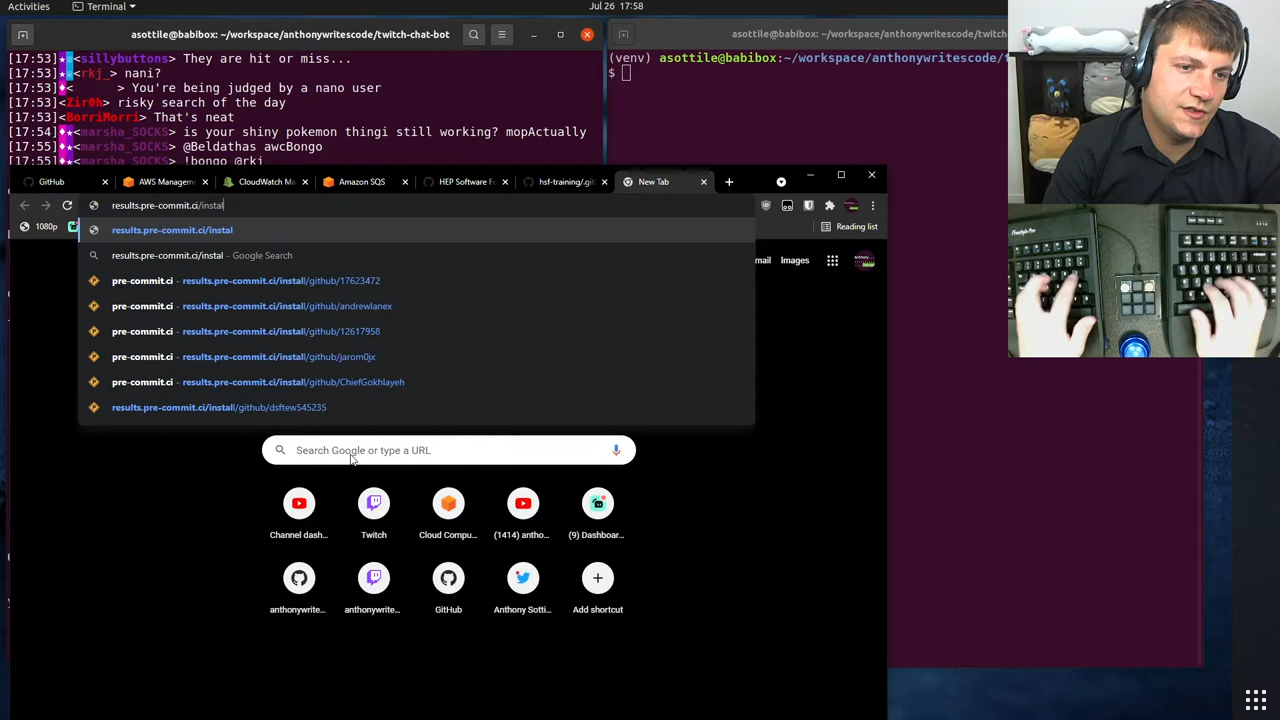 Activities
Terminal
Jul 26 17:58
asottile@babibox: ~/workspace/anthonywritescode/twitch-chat-bot
asottile@babibox: ~/workspace/anthonywritescode/twitch-
[17:53] <sillybuttons> They are hit or miss...
[17:53] <rkj_> nani?
[17:53] < > You're being judged by a nano user
[17:53]<Zir0h> risky search of the day
[17:53]<BorriMorri> That's neat
[17:54] <marsha_SOCKS> is your shiny pokemon thingi still working? mopActually
[17:55] <marsha_SOCKS> @Beldathas awcBongo
[17:55] <marsha_SOCKS> !bongo @rkj
(venv) asottile@babibox:~/workspace/anthonywritescode/t
$
GitHub
AWS Managem
CloudWatch Ma
Amazon SQS
HEP Software Fo
hsf-training/.git
New Tab
results.pre-commit.ci/instal
1080p
Reading list
results.pre-commit.ci/instal
results.pre-commit.ci/instal - Google Search
pre-commit.ci - results.pre-commit.ci/install/github/17623472
pre-commit.ci - results.pre-commit.ci/install/github/andrewlanex
pre-commit.ci - results.pre-commit.ci/install/github/12617958
pre-commit.ci - results.pre-commit.ci/install/github/jarom0jx
pre-commit.ci - results.pre-commit.ci/install/github/ChiefGokhlayeh
results.pre-commit.ci/install/github/dsftew545235
mail
Images
Search Google or type a URL
Channel dash...
Twitch
Cloud Compu...
(1414) antho...
(9) Dashboar...
anthonywrite...
anthonywrite...
GitHub
Anthony Sotti...
Add shortcut
Freestyle Pro